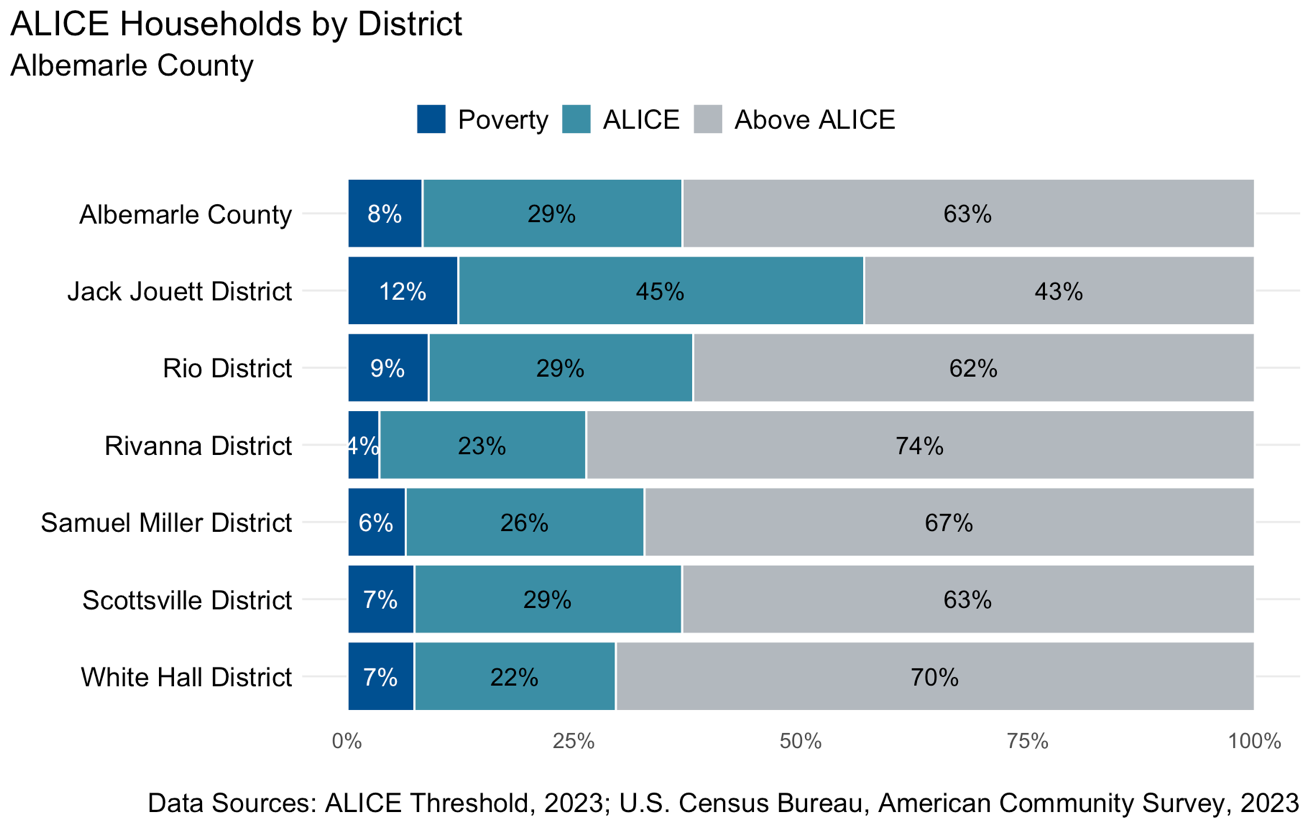 ALICE Households by District
Albemarle County
Poverty ALICE Above ALICE
Albemarle County 8% 29% 63%
Jack Jouett District 12% 45% 43%
Rio District 9% 29% 62%
Rivanna District 4% 23% 74%
Samuel Miller District 6% 26% 67%
Scottsville District 7% 29% 63%
White Hall District 7% 22% 70%
0% 25% 50% 75% 100%
Data Sources: ALICE Threshold, 2023; U.S. Census Bureau, American Community Survey, 2023